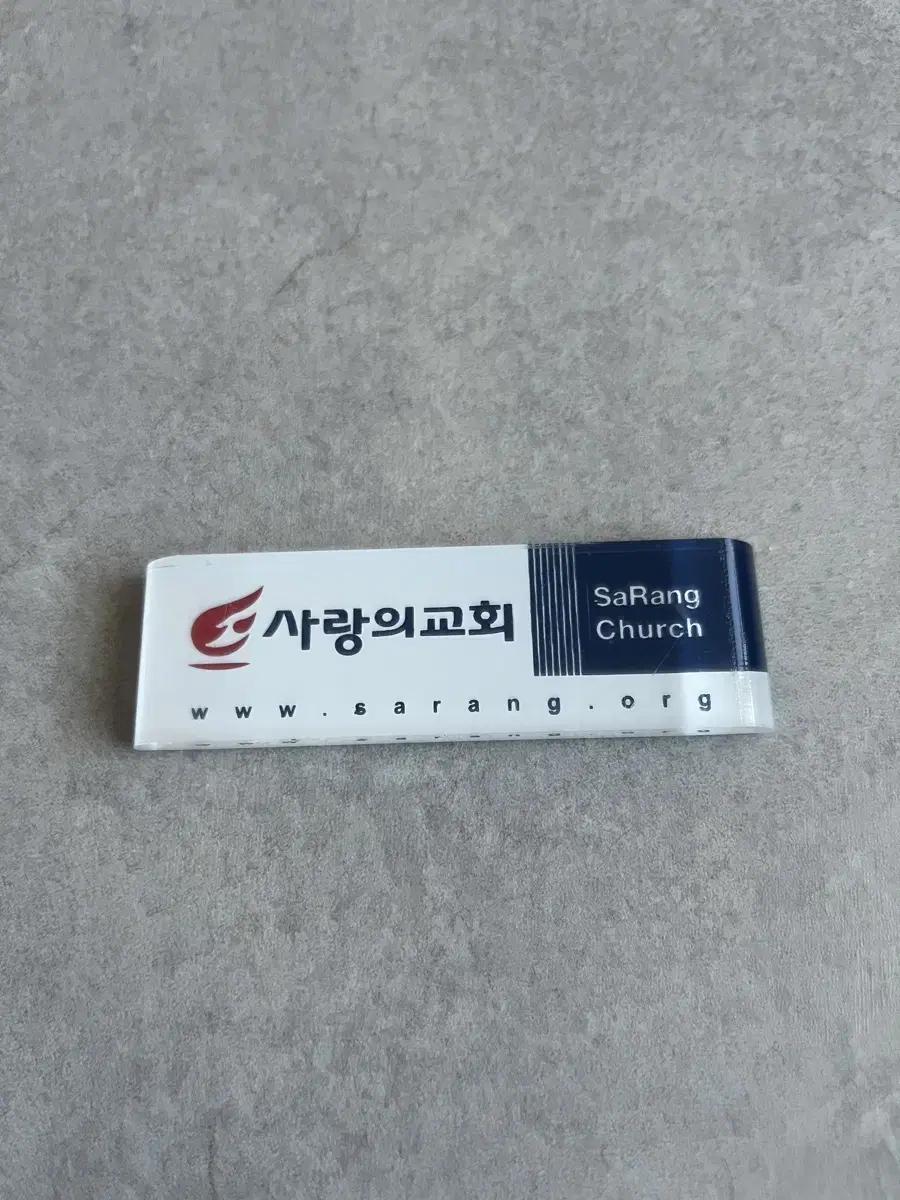 사랑의교회
SaRang
Church
www.sarang.org